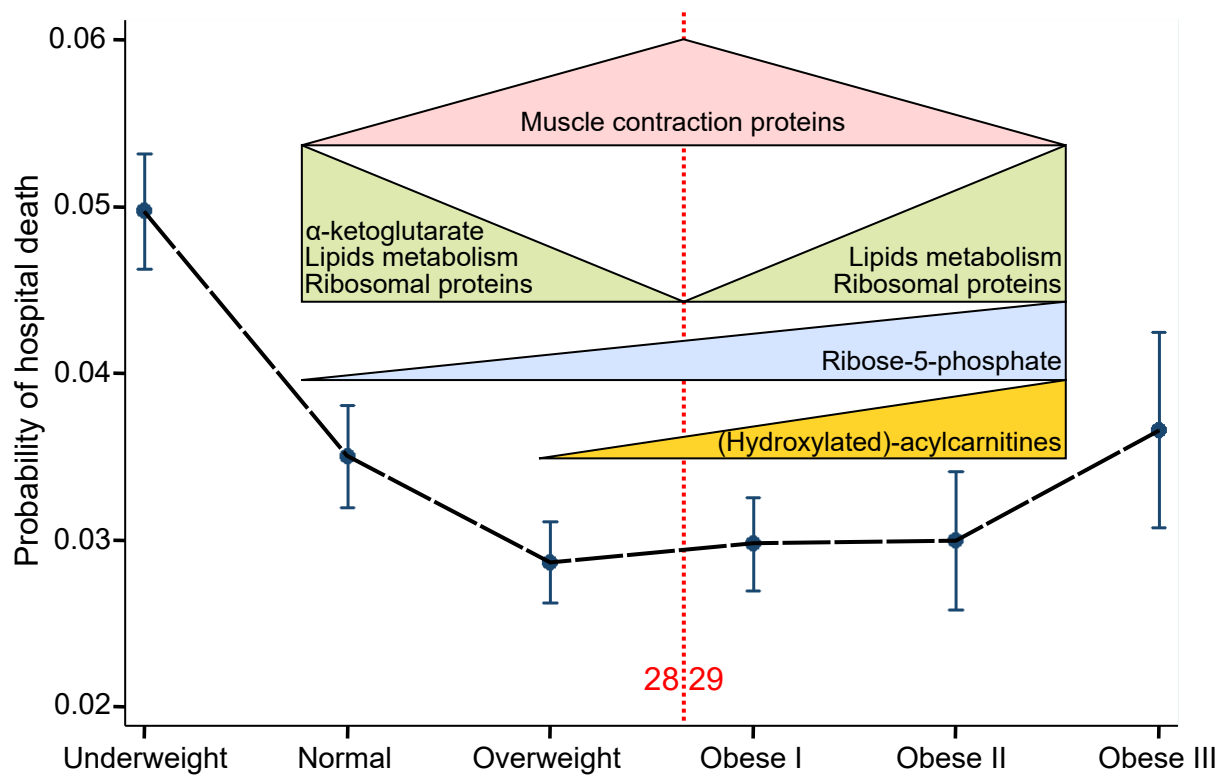 Probability of hospital death
0.06
0.05
0.04
0.03
0.02
Muscle contraction proteins
α-ketoglutarate
Lipids metabolism
Ribosomal proteins
Lipids metabolism
Ribosomal proteins
Ribose-5-phosphate
(Hydroxylated)-acylcarnitines
28 29
Underweight Normal Overweight Obese I Obese II Obese III